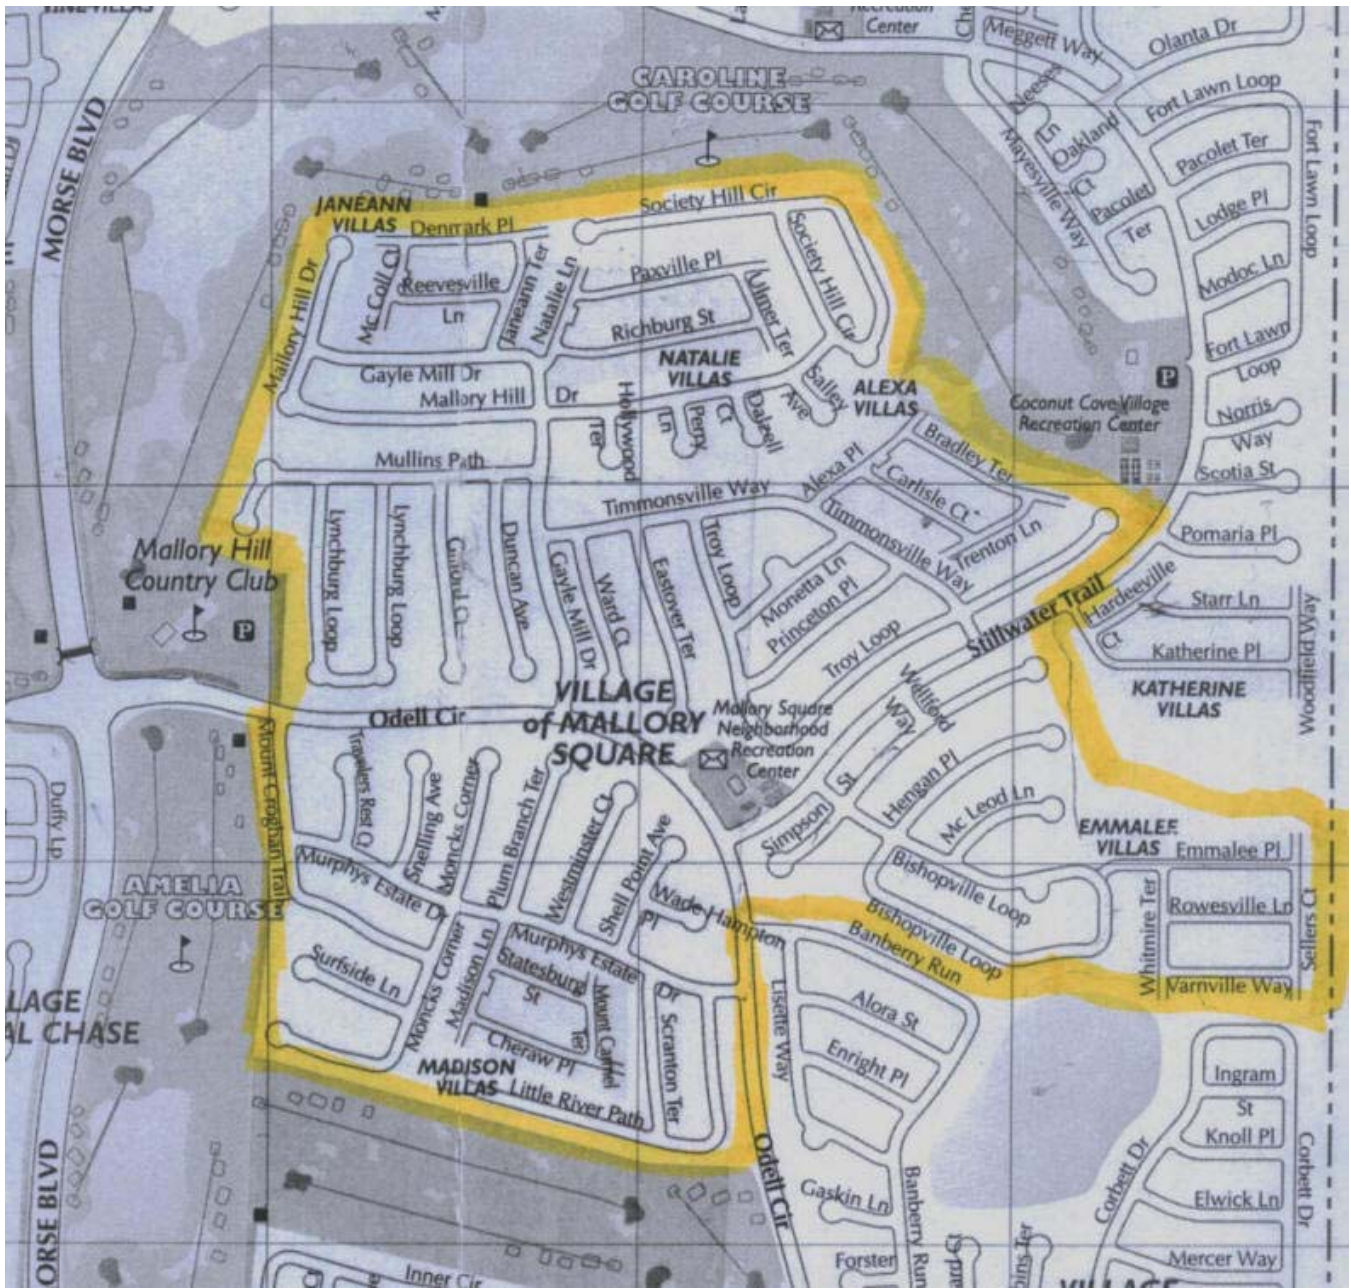 VINE VILLAS
Recreation
Center
Meggett Way
Olanta Dr
CAROLINE
GOLF COURSE
Neeses
Oakland
Ct
Fort Lawn Loop
Pacolet Ter
Fort Lawn Loop
MORSE BLVD
Mayesville Way
Pacolet
Ter
Lodge Pl
Modoc Ln
Fort Lawn
Loop
JANEANN
VILLAS
Denmark Pl
Society Hill Cir
Society Hill Cir
Mallory Hill Dr
Mc Coll Ct
Reevesville
Ln
Janeann Ter
Natalie Ln
Paxville Pl
Ulmer Ter
Richburg St
NATALIE
VILLAS
Gayle Mill Dr
Mallory Hill Dr
Hollywood
Ter
Perry
Ln
Dalzell
Ct
Salley
Ave
ALEXA
VILLAS
P
Coconut Cove Village
Recreation Center
Norris
Way
Scotia St
Mullins Path
Bradley Ter
Alexa Pl
Carlisle Ct
Timmonsville Way
Timmonsville Way
Trenton Ln
Pomaria Pl
Mallory Hill
Country Club
P
Lynchburg Loop
Lynchburg Loop
Duncan Ave
Gayle Mill Dr
Ward Ct
Eastover Ter
Troy Loop
Monetta Ln
Princeton Pl
Troy Loop
Stillwater Trail
Hardeeville
Ct
Starr Ln
Katherine Pl
Woodfield Way
KATHERINE
VILLAS
Wellford
Way
Odell Cir
VILLAGE
of MALLORY
SQUARE
Mallory Square
Neighborhood
Recreation
Center
Mount Croghan Trail
Travelers Rest Ct
Snelling Ave
Moncks Corner
Plum Branch Ter
Westminster Ct
Shell Point Ave
Simpson
St
Hengan Pl
Mc Leod Ln
EMMALEE
VILLAS
Emmalee Pl
Duffy Lp
Murphys Estate Dr
Wade Hampton
Pl
Bishopville Loop
Bishopville Loop
Banberry Run
Whitmire Ter
Rowesville Ln
Sellers Ct
Varnville Way
AMELIA
GOLF COURSE
Surfside Ln
Moncks Corner
Madison Ln
Murphys Estate
Dr
Statesburg
St
Mount Carmel
Ter
Cheraw Pl
Scranton Ter
MADISON
VILLAS
Little River Path
Lisette Way
Alora St
Enright Pl
LAGE
AL CHASE
Ingram
St
Knoll Pl
Corbett Dr
Corbett Dr
Elwick Ln
Mercer Way
Odell Cir
Gaskin Ln
Banberry Run
Forster
ORSE BLVD
Inner Cir
VILLAGE